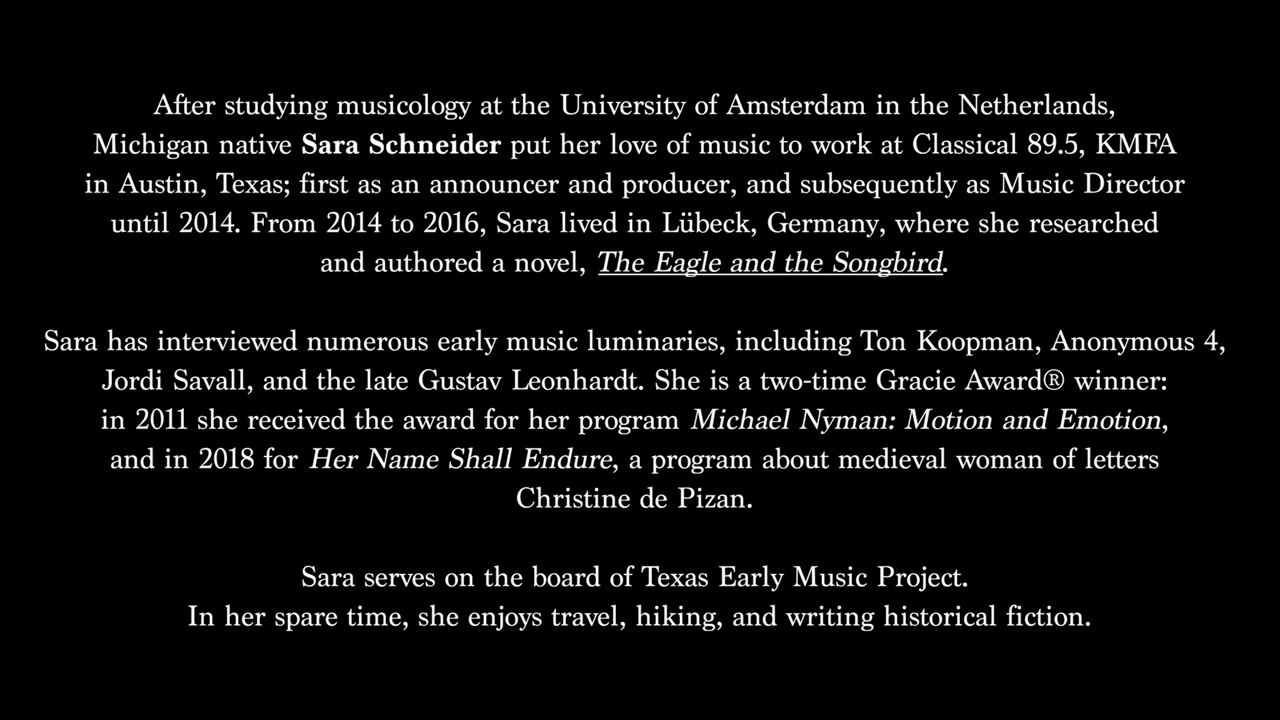 After studying musicology at the University of Amsterdam in the Netherlands,
Michigan native Sara Schneider put her love of music to work at Classical 89.5, KMFA
in Austin, Texas; first as an announcer and producer, and subsequently as Music Director
until 2014. From 2014 to 2016, Sara lived in Lübeck, Germany, where she researched
and authored a novel, The Eagle and the Songbird.
Sara has interviewed numerous early music luminaries, including Ton Koopman, Anonymous 4,
Jordi Savall, and the late Gustav Leonhardt. She is a two-time Gracie Award® winner:
in 2011 she received the award for her program Michael Nyman: Motion and Emotion,
and in 2018 for Her Name Shall Endure, a program about medieval woman of letters
Christine de Pizan.
Sara serves on the board of Texas Early Music Project.
In her spare time, she enjoys travel, hiking, and writing historical fiction.